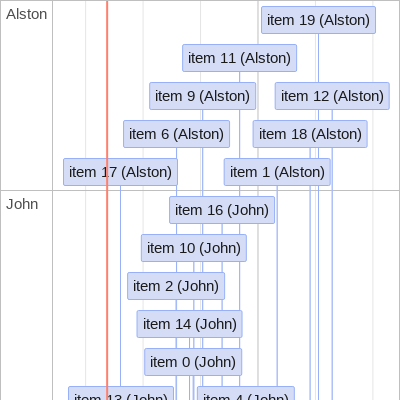 Alston
item 19 (Alston)
item 11 (Alston)
item 9 (Alston)
item 12 (Alston)
item 6 (Alston)
item 18 (Alston)
item 17 (Alston)
item 1 (Alston)
John
item 16 (John)
item 10 (John)
item 2 (John)
item 14 (John)
item 0 (John)
item 13 (John)
item 4 (John)